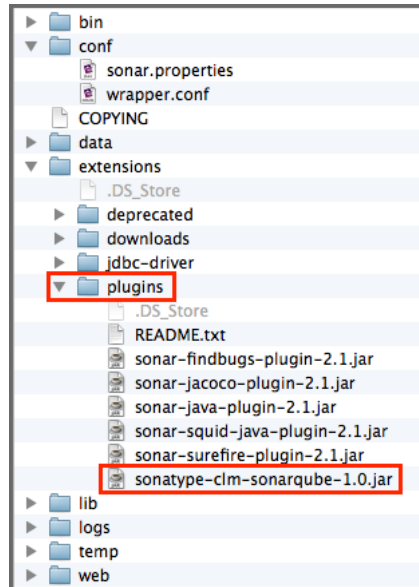 bin
conf
sonar.properties
wrapper.conf
COPYING
data
extensions
.DS_Store
deprecated
downloads
jdbc-driver
plugins
.DS_Store
README.txt
sonar-findbugs-plugin-2.1.jar
sonar-jacoco-plugin-2.1.jar
sonar-java-plugin-2.1.jar
sonar-squid-java-plugin-2.1.jar
sonar-surefire-plugin-2.1.jar
sonatype-clm-sonarqube-1.0.jar
lib
logs
temp
web